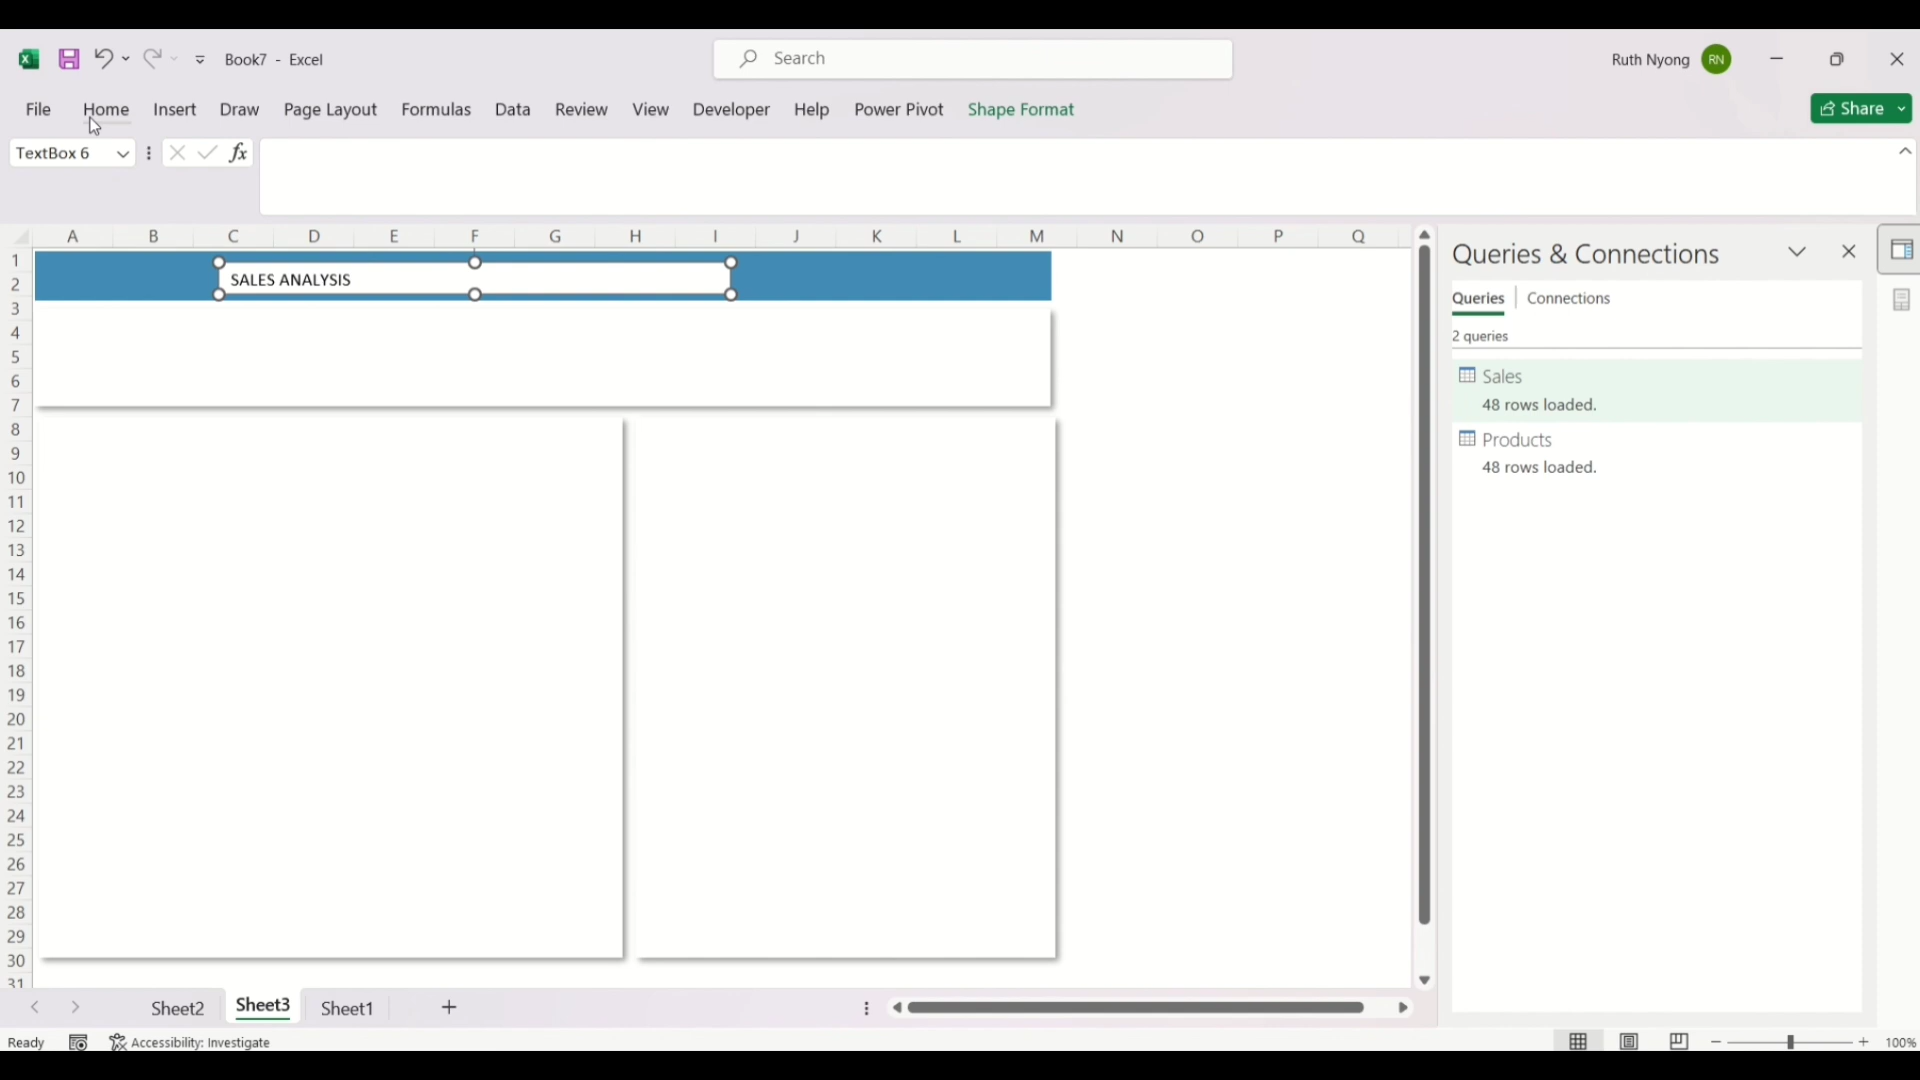 Book7 - Excel
Search
Ruth Nyong RN
File Home Insert Draw Page Layout Formulas Data Review View Developer Help Power Pivot Shape Format
Share
TextBox 6
fx
A B C D E F G H I J K L M N O P Q
1
2
3
4
5
6
7
8
9
10
11
12
13
14
15
16
17
18
19
20
21
22
23
24
25
26
27
28
29
30
31
SALES ANALYSIS
Queries & Connections
Queries Connections
2 queries
Sales
48 rows loaded.
Products
48 rows loaded.
Sheet2 Sheet3 Sheet1
Ready
Accessibility: Investigate
100%